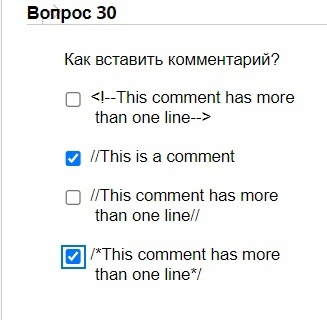 Вопрос 30
Как вставить комментарий?
<!--This comment has more
than one line-->
//This is a comment
//This comment has more
than one line//
/*This comment has more
than one line*/